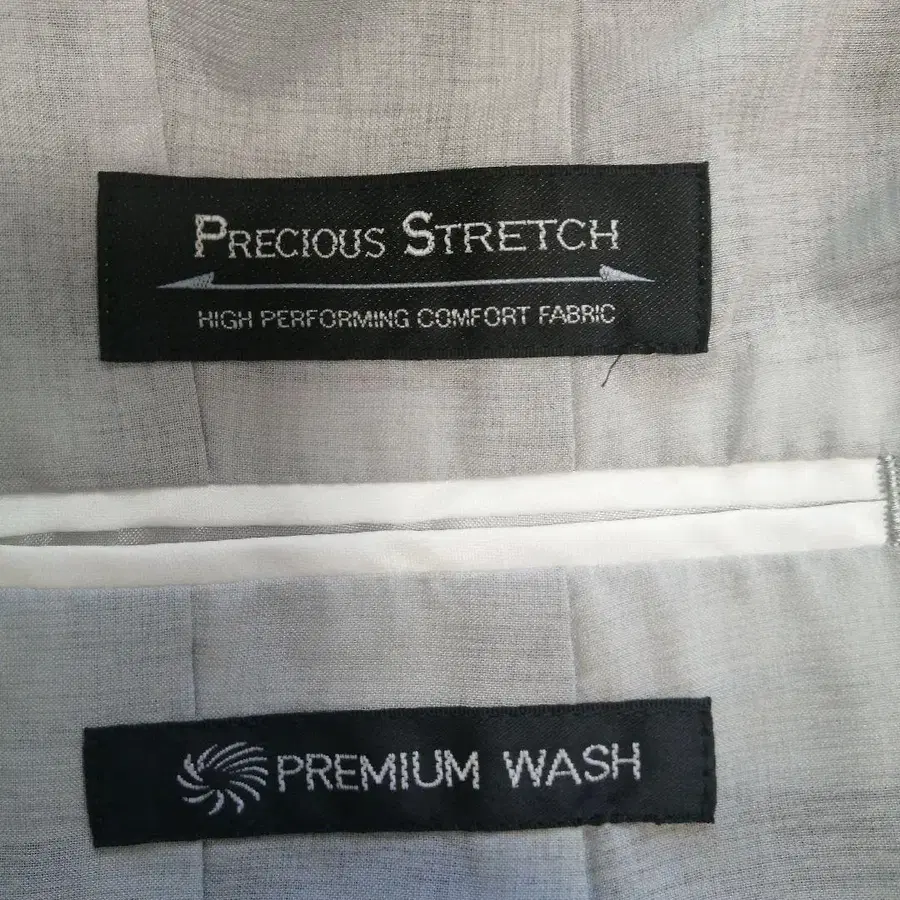 PRECIOUS STRETCH
HIGH PERFORMING COMFORT FABRIC
PREMIUM WASH